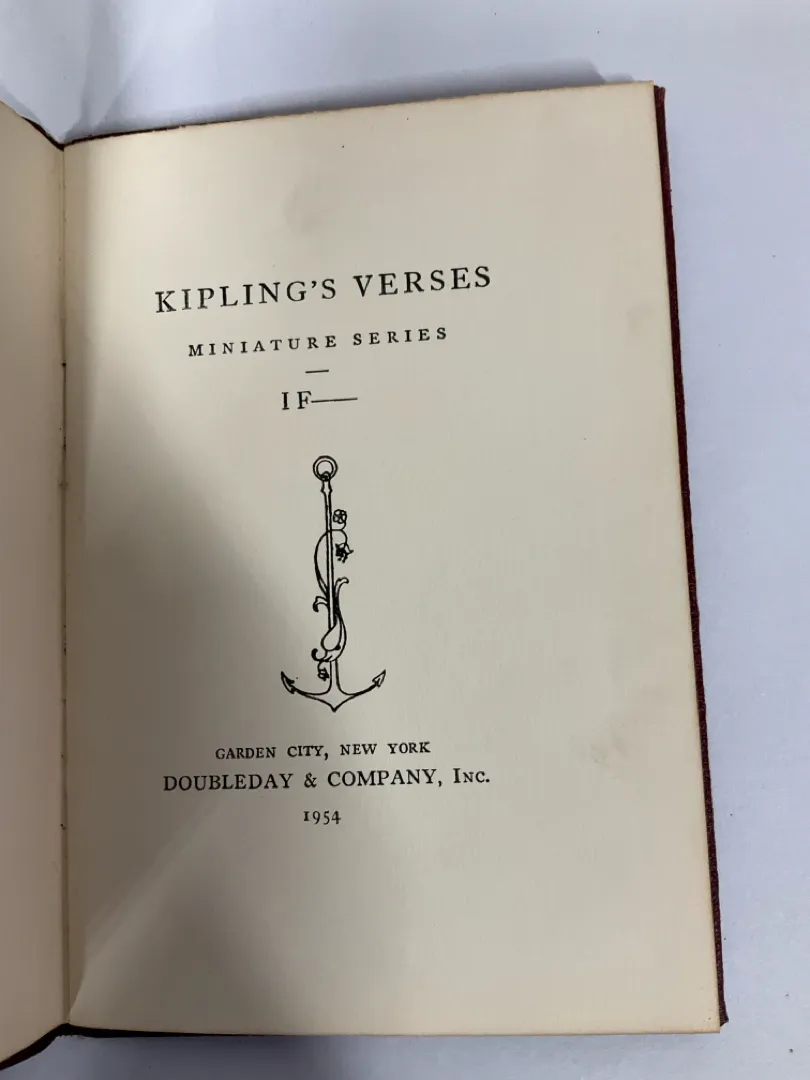 KIPLING'S VERSES
MINIATURE SERIES
—
IF——
GARDEN CITY, NEW YORK
DOUBLEDAY & COMPANY, INC.
1954